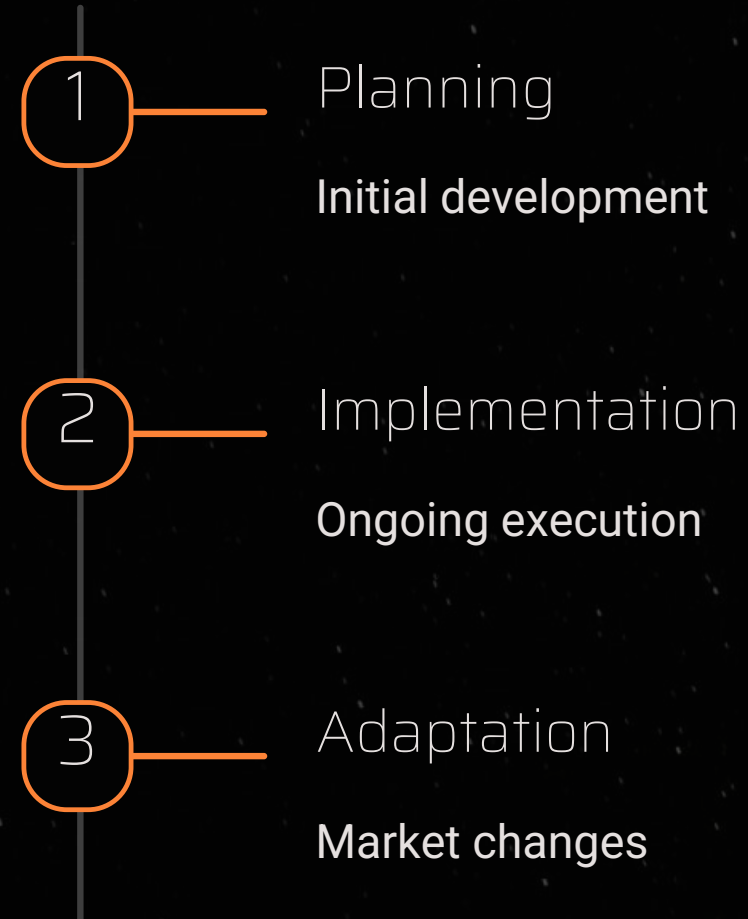 1
Planning
Initial development
2
Implementation
Ongoing execution
3
Adaptation
Market changes